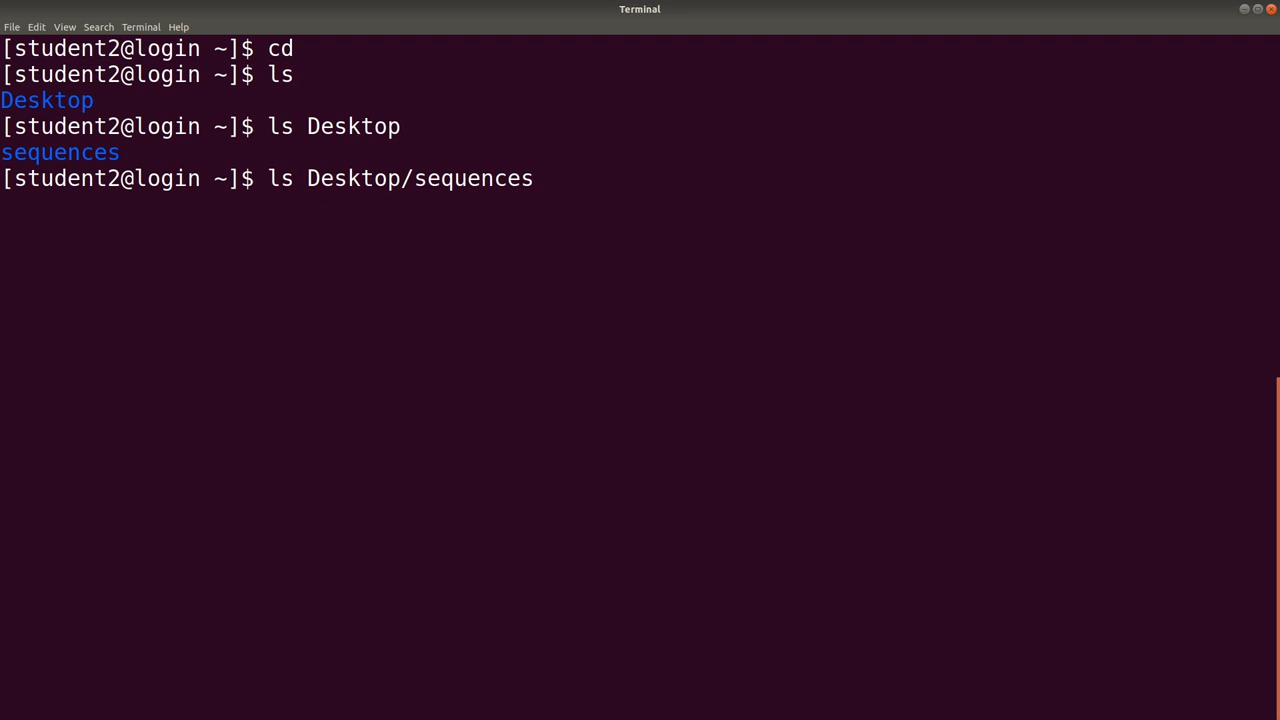 Terminal
File Edit View Search Terminal Help
[student2@login ~]$ cd
[student2@login ~]$ ls
Desktop
[student2@login ~]$ ls Desktop
sequences
[student2@login ~]$ ls Desktop/sequences